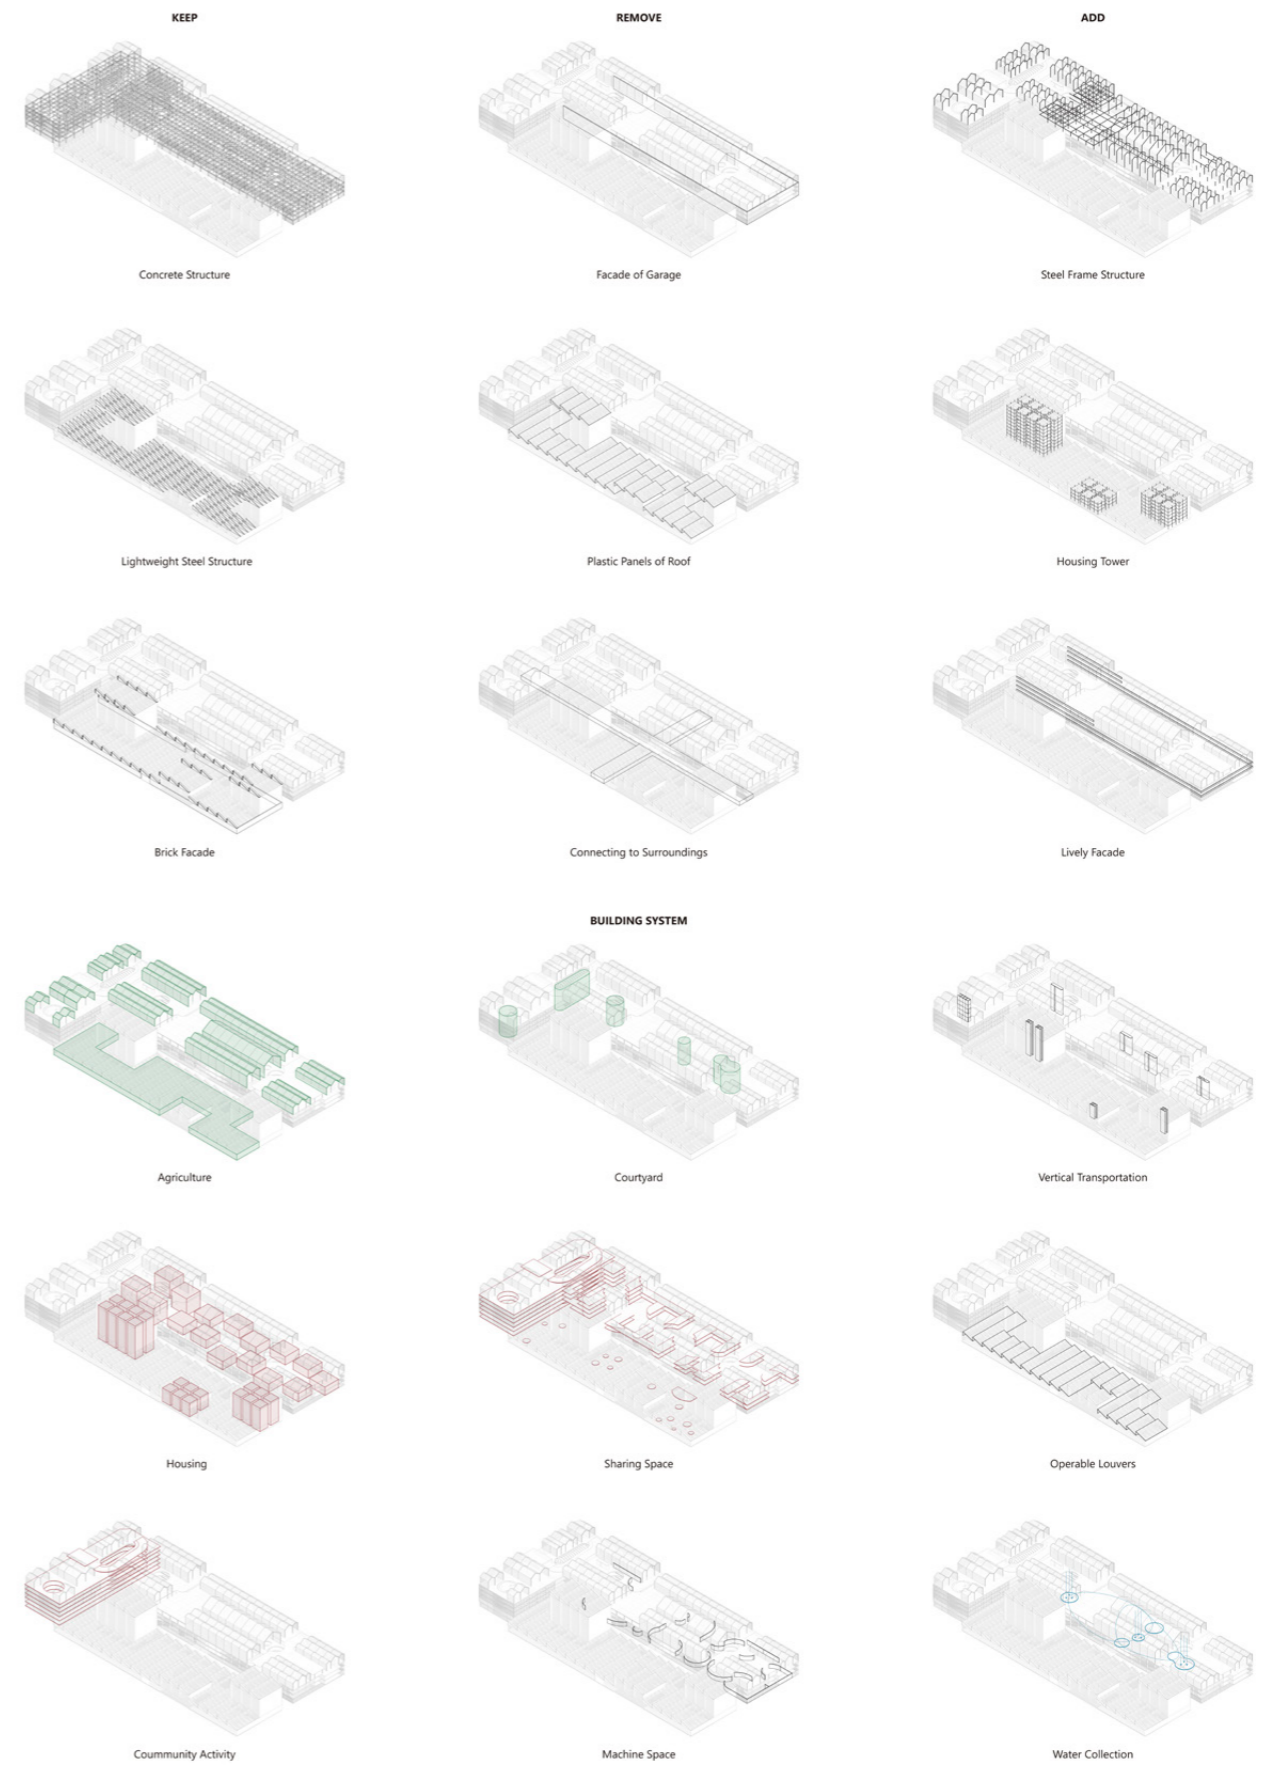 KEEP
REMOVE
ADD
Concrete Structure
Facade of Garage
Steel Frame Structure
Lightweight Steel Structure
Plastic Panels of Roof
Housing Tower
Brick Facade
Connecting to Surroundings
Lively Facade
BUILDING SYSTEM
Agriculture
Courtyard
Vertical Transportation
Housing
Sharing Space
Operable Louvers
Coummunity Activity
Machine Space
Water Collection